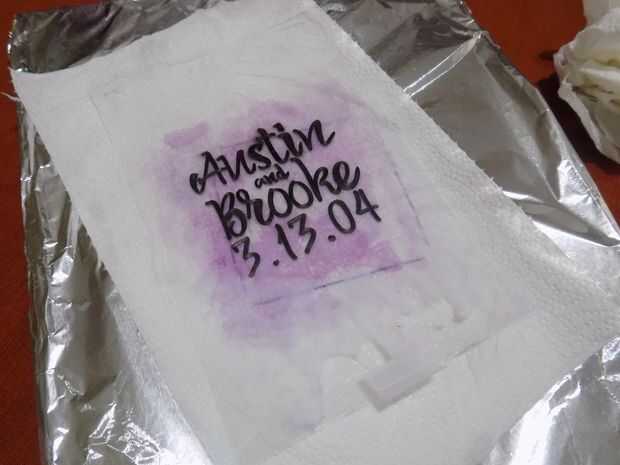 Austin
and
Brooke
3.13.04